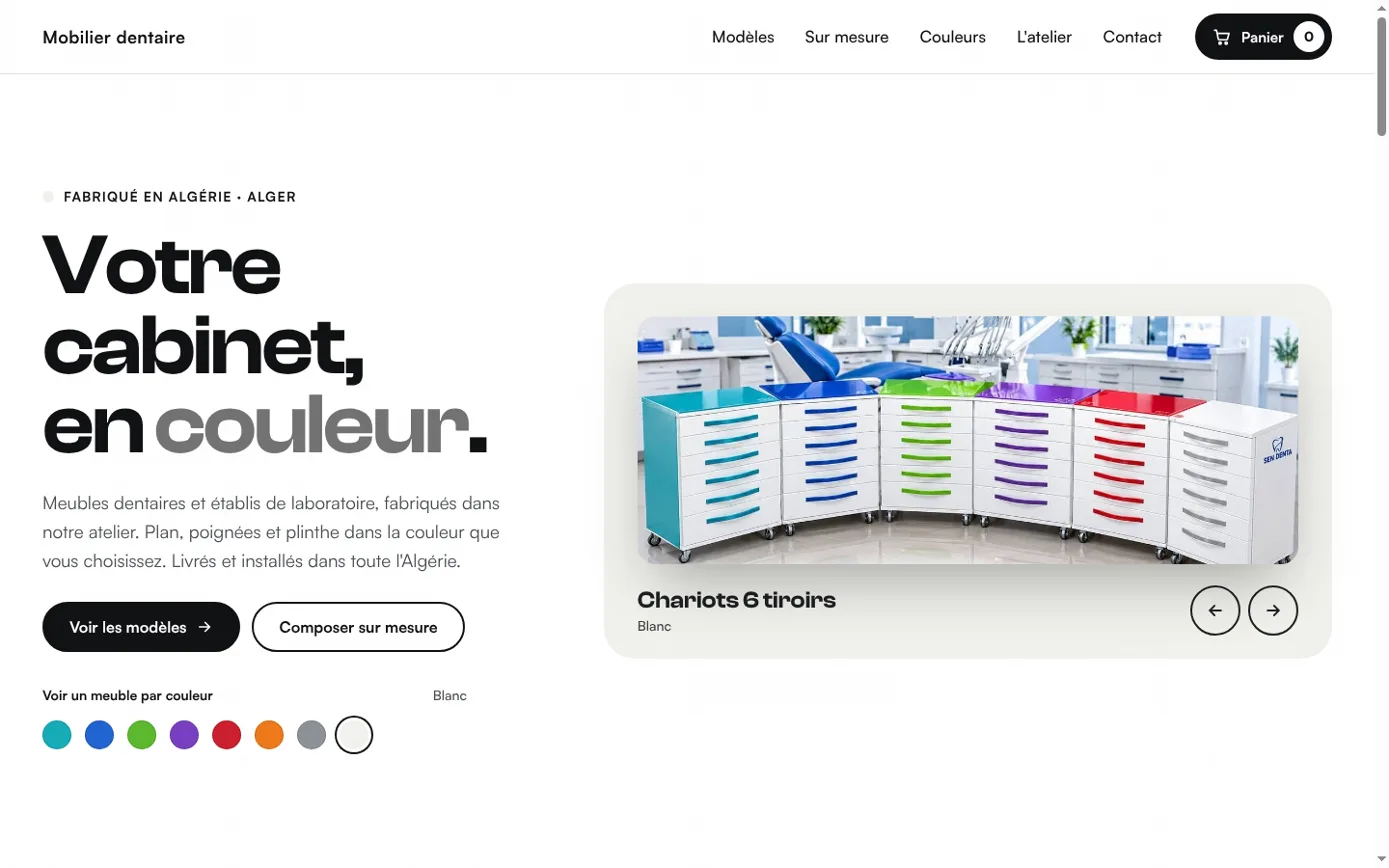 Mobilier dentaire
Modèles
Sur mesure
Couleurs
L'atelier
Contact
Panier
0
FABRIQUÉ EN ALGÉRIE · ALGER
Votre
cabinet,
en couleur.
Meubles dentaires et établis de laboratoire, fabriqués dans
notre atelier. Plan, poignées et plinthe dans la couleur que
vous choisissez. Livrés et installés dans toute l'Algérie.
Voir les modèles →
Composer sur mesure
Voir un meuble par couleur
Blanc
SEN DENTA
Chariots 6 tiroirs
Blanc